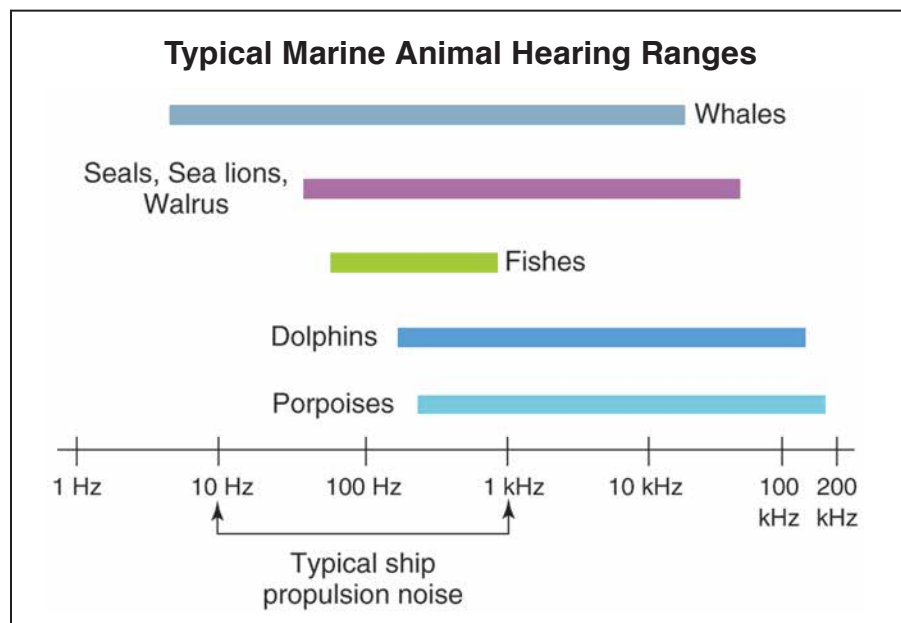 Typical Marine Animal Hearing Ranges
Whales
Seals, Sea lions,
Walrus
Fishes
Dolphins
Porpoises
1 Hz 10 Hz 100 Hz 1 kHz 10 kHz 100 200
kHz kHz
Typical ship
propulsion noise